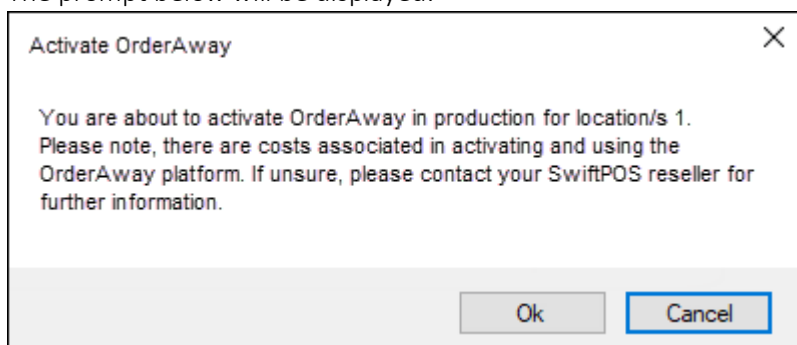 The prompt below will be displayed.
Activate OrderAway
You are about to activate OrderAway in production for location/s 1.
Please note, there are costs associated in activating and using the
OrderAway platform. If unsure, please contact your SwiftPOS reseller for
further information.
Ok
Cancel